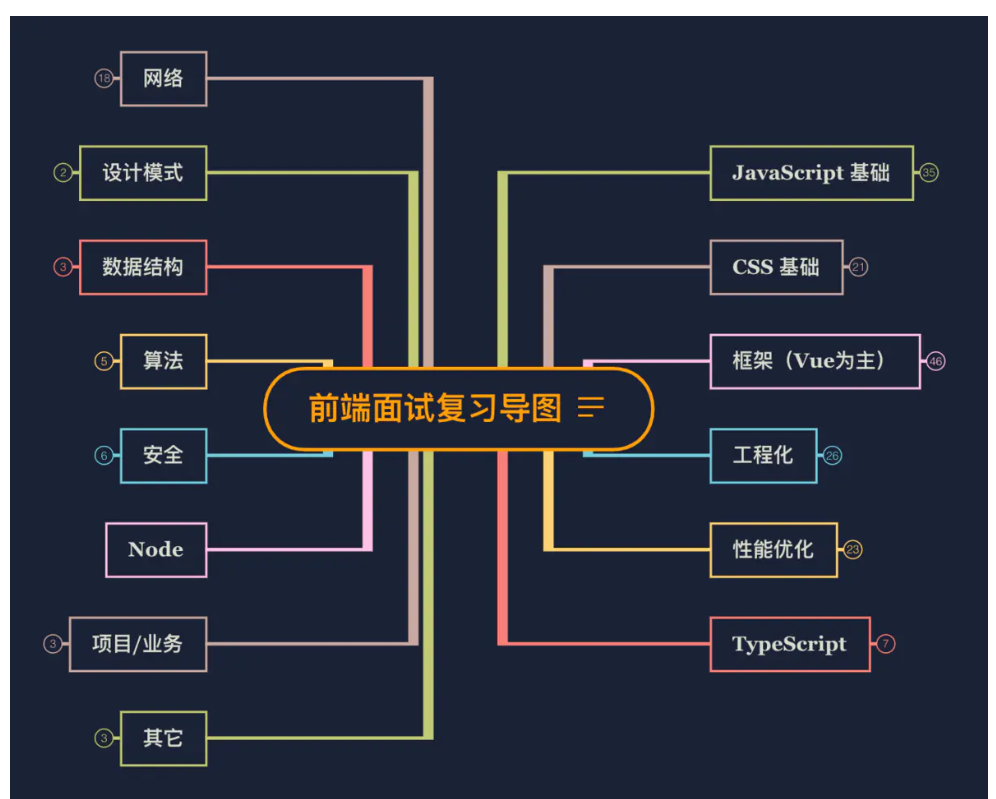 前端面试复习导图
JavaScript 基础
35
CSS 基础
21
框架（Vue为主）
46
工程化
26
性能优化
23
TypeScript
7
网络
18
设计模式
2
数据结构
3
算法
5
安全
6
Node
项目/业务
3
其它
3